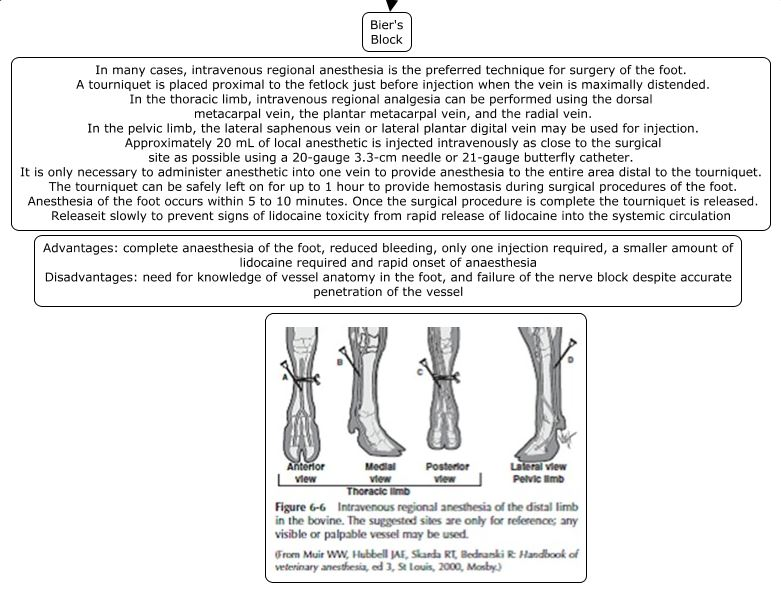 Bier's
Block
In many cases, intravenous regional anesthesia is the preferred technique for surgery of the foot.
A tourniquet is placed proximal to the fetlock just before injection when the vein is maximally distended.
In the thoracic limb, intravenous regional analgesia can be performed using the dorsal
metacarpal vein, the plantar metacarpal vein, and the radial vein.
In the pelvic limb, the lateral saphenous vein or lateral plantar digital vein may be used for injection.
Approximately 20 mL of local anesthetic is injected intravenously as close to the surgical
site as possible using a 20-gauge 3.3-cm needle or 21-gauge butterfly catheter.
It is only necessary to administer anesthetic into one vein to provide anesthesia to the entire area distal to the tourniquet.
The tourniquet can be safely left on for up to 1 hour to provide hemostasis during surgical procedures of the foot.
Anesthesia of the foot occurs within 5 to 10 minutes. Once the surgical procedure is complete the tourniquet is released.
Releaseit slowly to prevent signs of lidocaine toxicity from rapid release of lidocaine into the systemic circulation
Advantages: complete anaesthesia of the foot, reduced bleeding, only one injection required, a smaller amount of
lidocaine required and rapid onset of anaesthesia
Disadvantages: need for knowledge of vessel anatomy in the foot, and failure of the nerve block despite accurate
penetration of the vessel
A
B
C
D
Anterior view
Medial view
Posterior view
Lateral view
Pelvic limb
Thoracic limb
Figure 6-6 Intravenous regional anesthesia of the distal limb
in the bovine. The suggested sites are only for reference; any
visible or palpable vessel may be used.
(From Muir WW, Hubbell JAE, Skarda RT, Bednarski R: Handbook of
veterinary anesthesia, ed 3, St Louis, 2000, Mosby.)